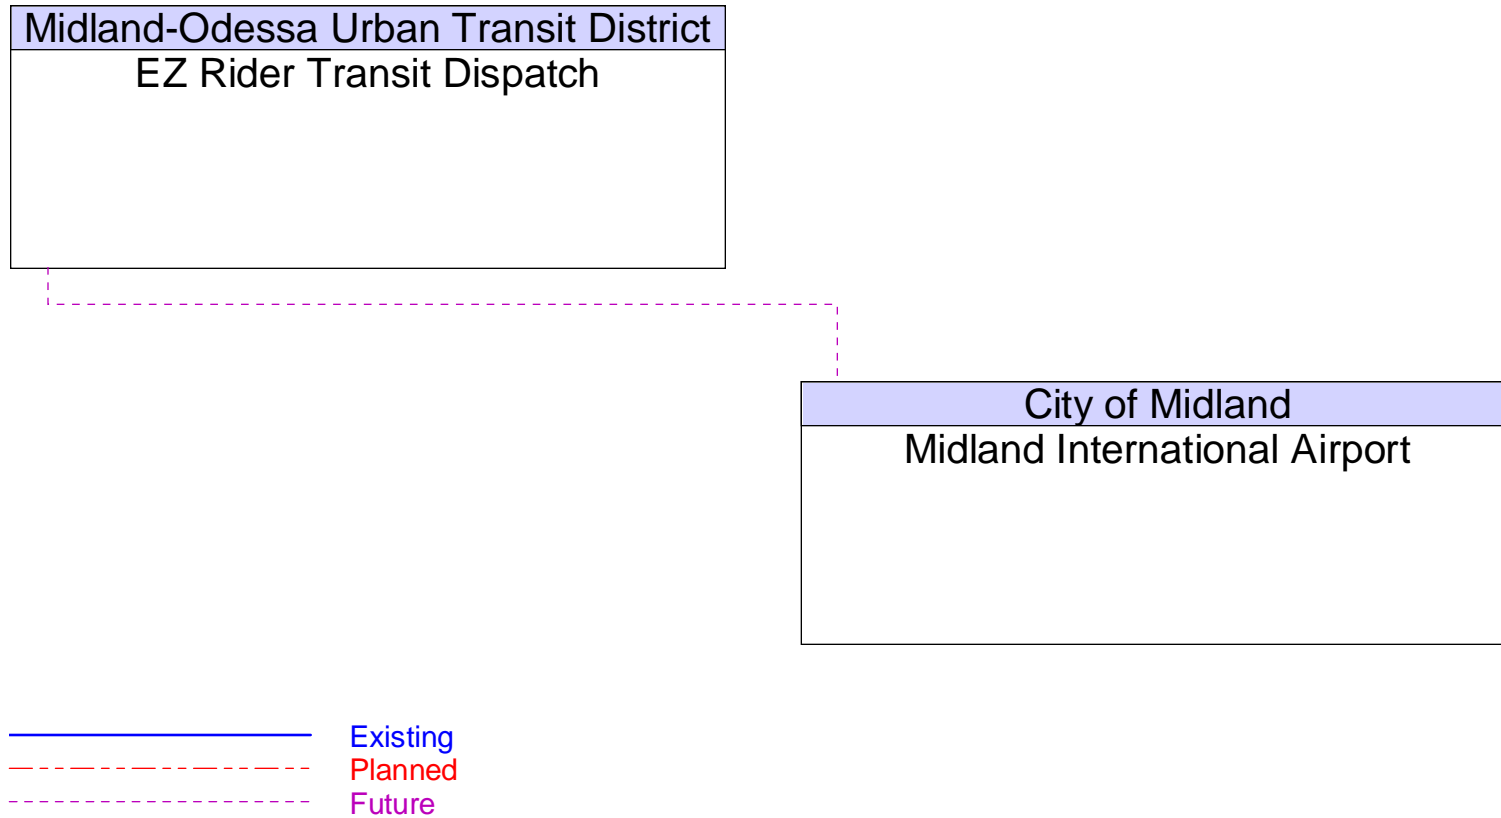 Midland-Odessa Urban Transit District
EZ Rider Transit Dispatch
City of Midland
Midland International Airport
Existing
Planned
Future